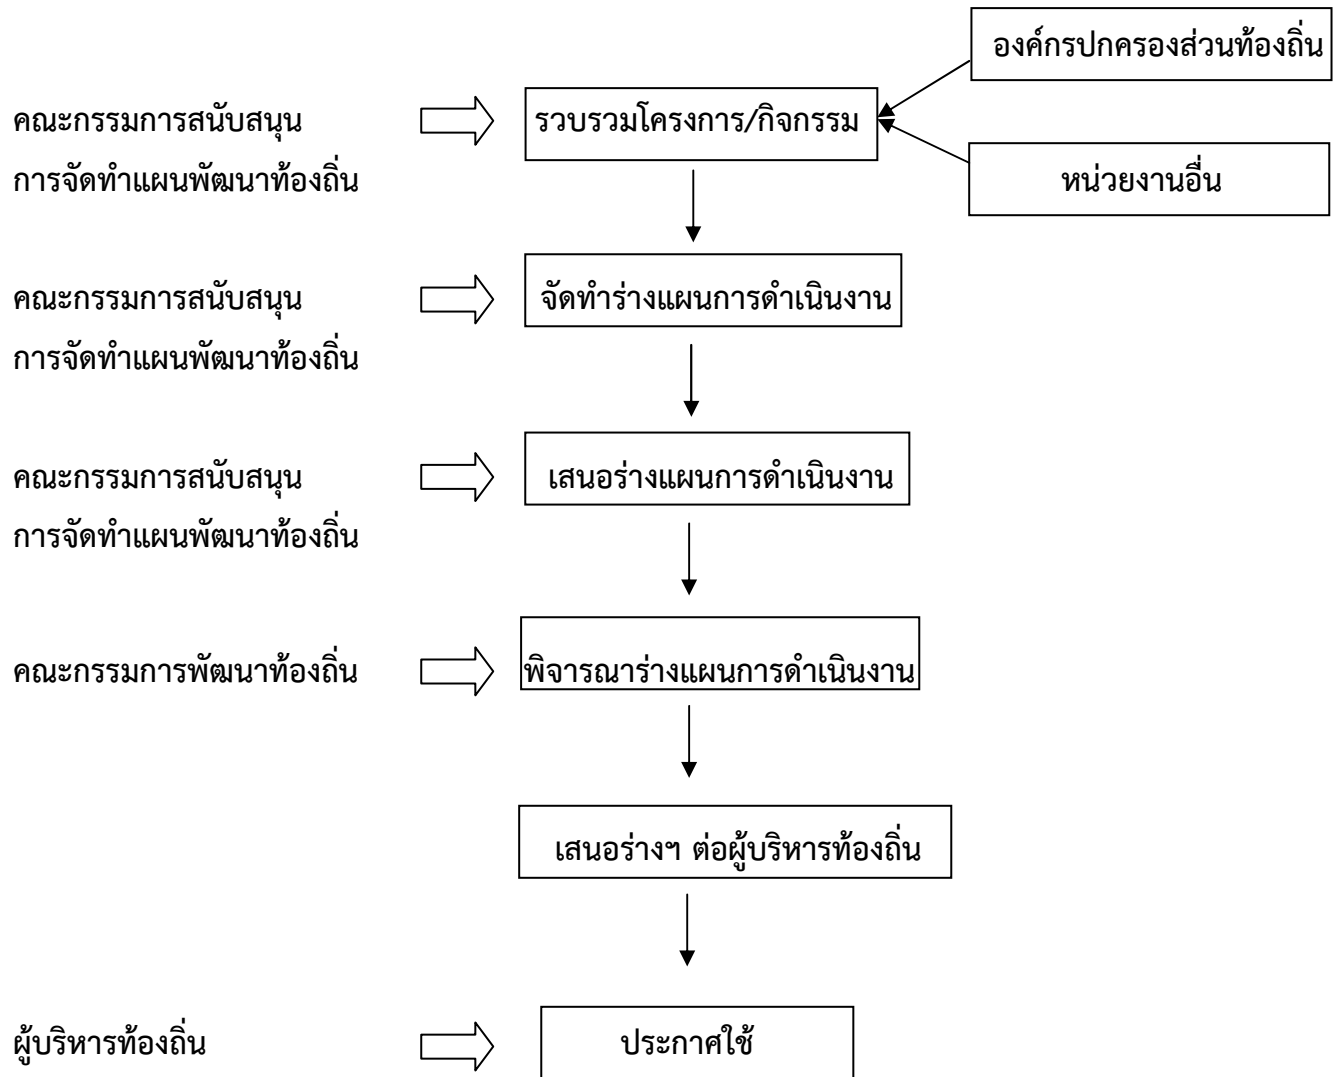 องค์กรปกครองส่วนท้องถิ่น
คณะกรรมการสนับสนุน
การจัดทำแผนพัฒนาท้องถิ่น
รวบรวมโครงการ/กิจกรรม
หน่วยงานอื่น
คณะกรรมการสนับสนุน
การจัดทำแผนพัฒนาท้องถิ่น
จัดทำร่างแผนการดำเนินงาน
คณะกรรมการสนับสนุน
การจัดทำแผนพัฒนาท้องถิ่น
เสนอร่างแผนการดำเนินงาน
คณะกรรมการพัฒนาท้องถิ่น
พิจารณาร่างแผนการดำเนินงาน
เสนอร่างฯ ต่อผู้บริหารท้องถิ่น
ผู้บริหารท้องถิ่น
ประกาศใช้